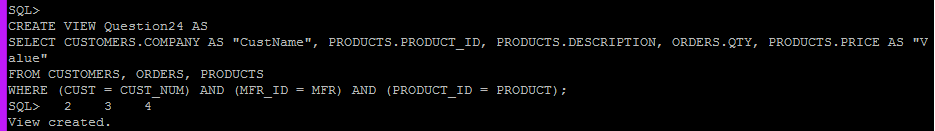 SQL>
CREATE VIEW Question24 AS
SELECT CUSTOMERS.COMPANY AS "CustName", PRODUCTS.PRODUCT_ID, PRODUCTS.DESCRIPTION, ORDERS.QTY, PRODUCTS.PRICE AS "V
alue"
FROM CUSTOMERS, ORDERS, PRODUCTS
WHERE (CUST = CUST_NUM) AND (MFR_ID = MFR) AND (PRODUCT_ID = PRODUCT);
SQL>   2    3    4
View created.